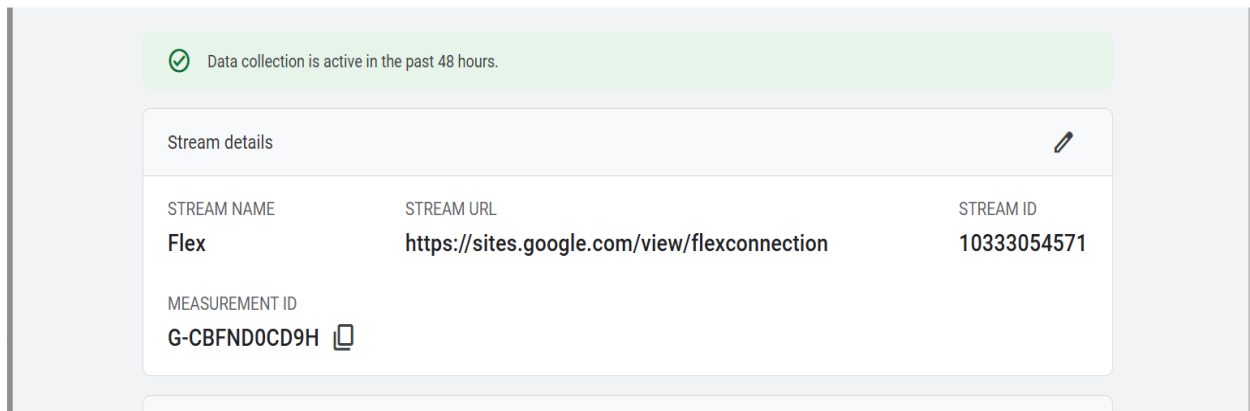 Data collection is active in the past 48 hours.
Stream details
STREAM NAME
Flex
STREAM URL
https://sites.google.com/view/flexconnection
STREAM ID
10333054571
MEASUREMENT ID
G-CBFND0CD9H